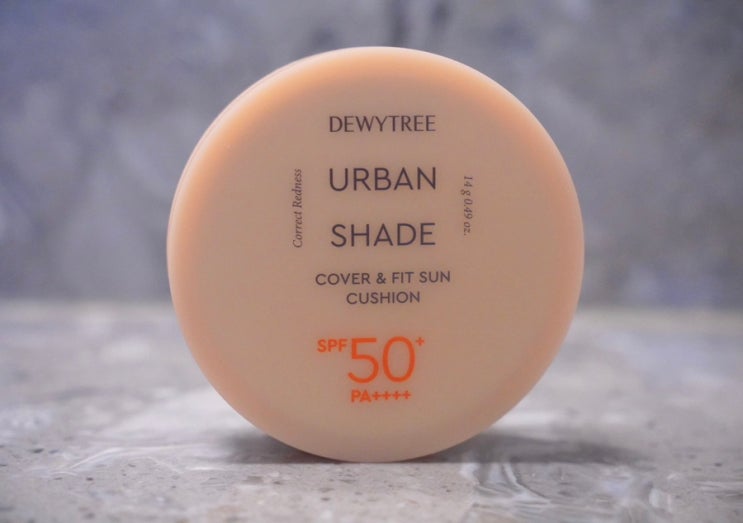 DEWYTREE
URBAN
SHADE
Correct Redness
14 g 0.49 oz.
COVER & FIT SUN
CUSHION
SPF 50+
PA++++